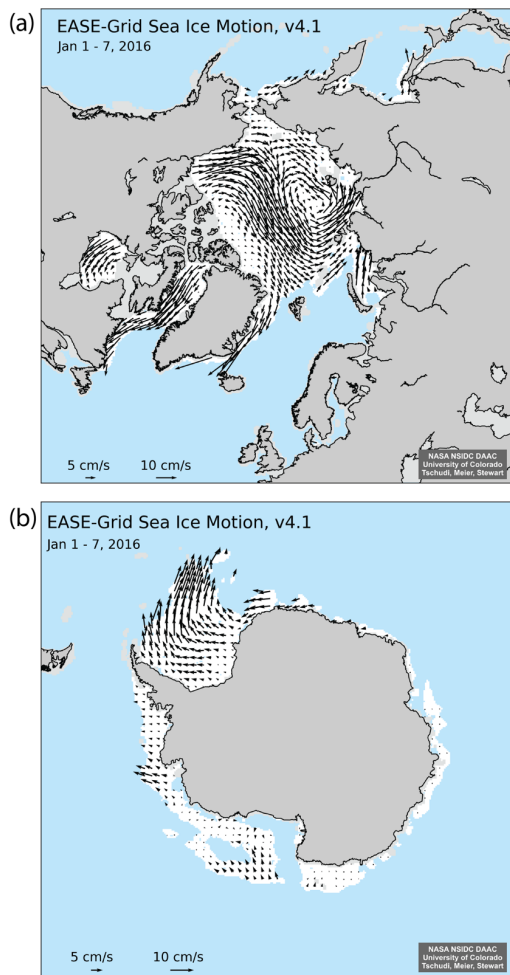 (a)
EASE-Grid Sea Ice Motion, v4.1
Jan 1 - 7, 2016
5 cm/s
10 cm/s
NASA NSIDC DAAC
University of Colorado
Tschudi, Meier, Stewart
(b)
EASE-Grid Sea Ice Motion, v4.1
Jan 1 - 7, 2016
5 cm/s
10 cm/s
NASA NSIDC DAAC
University of Colorado
Tschudi, Meier, Stewart